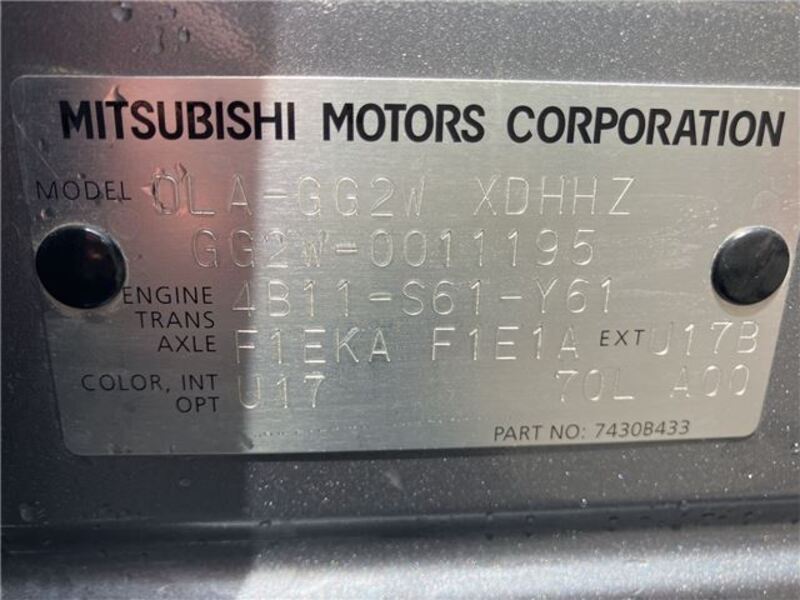 MITSUBISHI MOTORS CORPORATION
MODEL 0LA-GG2W XDHHZ
GG2W-0011195
ENGINE 4B11-S61-Y61
TRANS
AXLE F1EKA F1E1A EXT U17B
COLOR, INT U17 70L A00
OPT
PART NO: 7430B433